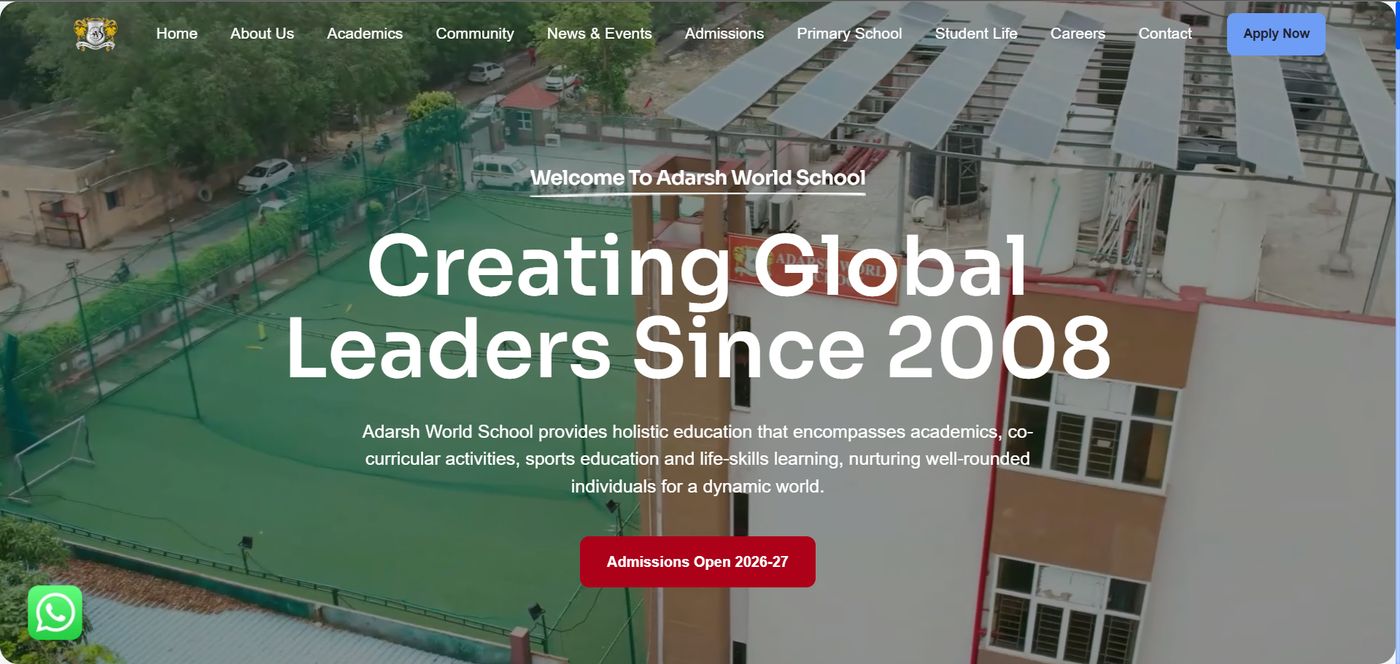 Home
About Us
Academics
Community
News & Events
Admissions
Primary School
Student Life
Careers
Contact
Apply Now
Welcome To Adarsh World School
Creating Global
Leaders Since 2008
ADARSH WORLD
Adarsh World School provides holistic education that encompasses academics, co-
curricular activities, sports education and life-skills learning, nurturing well-rounded
individuals for a dynamic world.
Admissions Open 2026-27